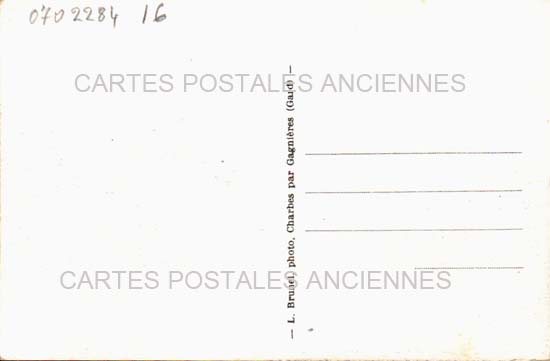 0702284 16
CARTES POSTALES ANCIENNES
— L. Brunel, photo, Charbes par Gagnières (Gard) —
CARTES POSTALES ANCIENNES